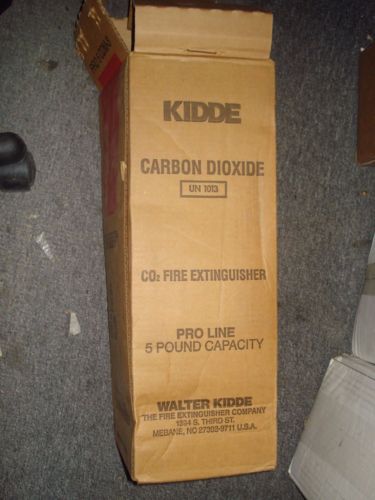 KIDDE
CARBON DIOXIDE
UN 1013
CO₂ FIRE EXTINGUISHER
PRO LINE
5 POUND CAPACITY
WALTER KIDDE
THE FIRE EXTINGUISHER COMPANY
1394 S. THIRD ST.
MEBANE, NC 27302-9711 U.S.A.